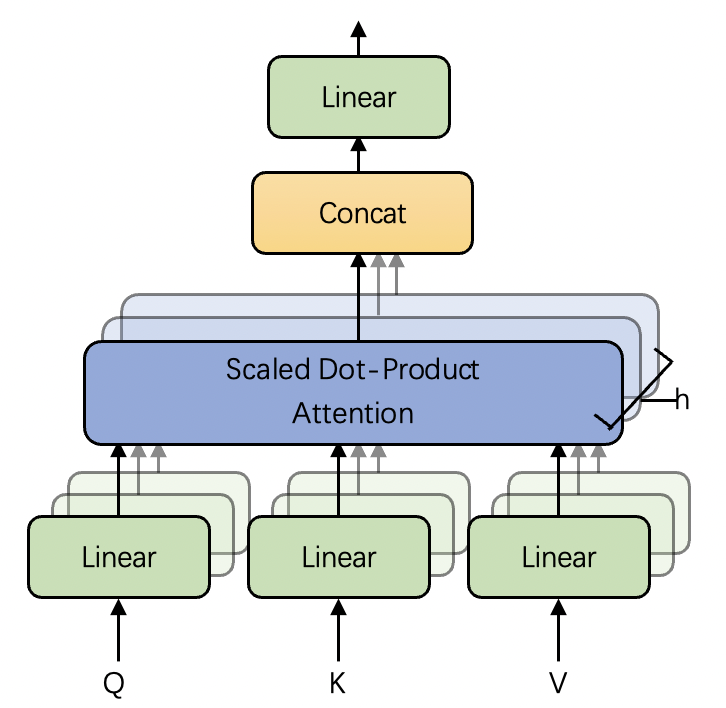 Linear
Concat
Scaled Dot-Product
Attention
h
Linear
Linear
Linear
Q
K
V